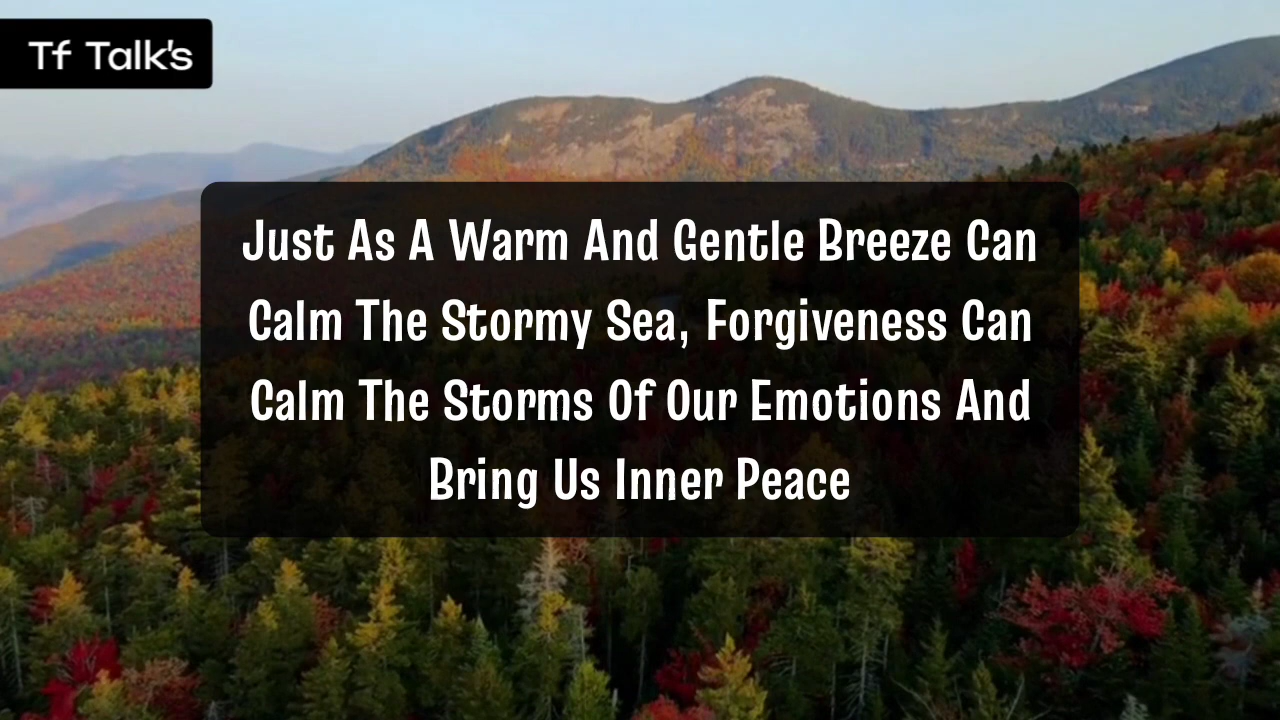 Tf Talk's
Just As A Warm And Gentle Breeze Can
Calm The Stormy Sea, Forgiveness Can
Calm The Storms Of Our Emotions And
Bring Us Inner Peace